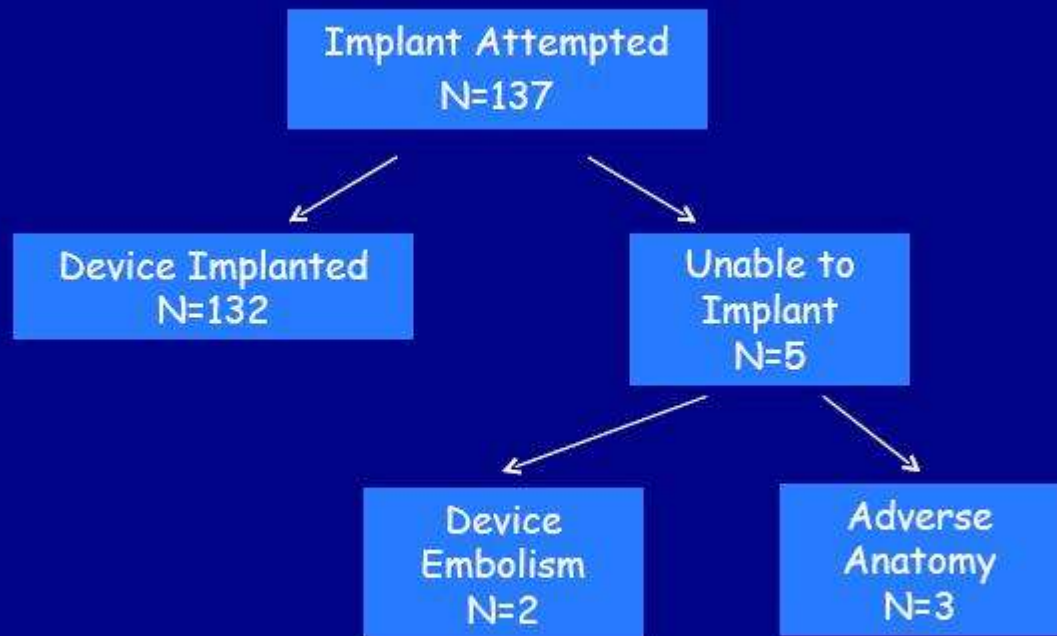 Implant Attempted
N=137
Device Implanted
N=132
Unable to
Implant
N=5
Device
Embolism
N=2
Adverse
Anatomy
N=3